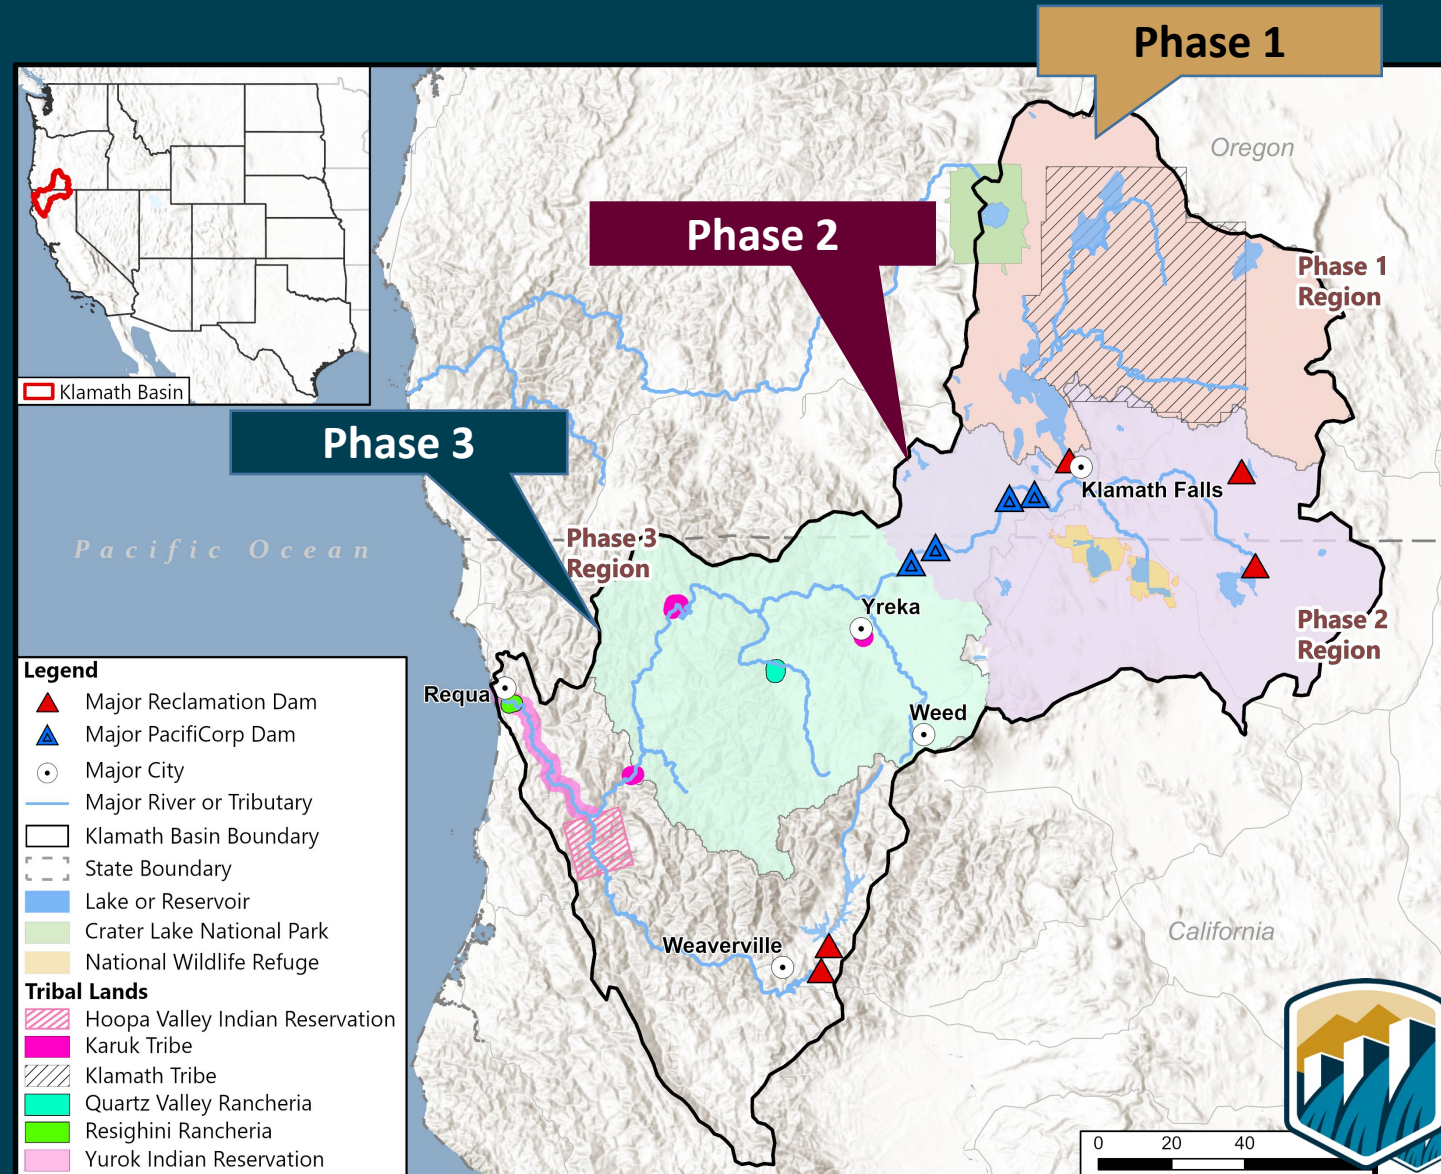 Phase 1
Oregon
Phase 2
Phase 1
Region
Klamath Basin
Phase 3
Klamath Falls
Pacific Ocean
Phase 3
Region
Yreka
Phase 2
Region
Legend
Major Reclamation Dam
Major PacifiCorp Dam
Major City
Major River or Tributary
Klamath Basin Boundary
State Boundary
Lake or Reservoir
Crater Lake National Park
National Wildlife Refuge
Tribal Lands
Hoopa Valley Indian Reservation
Karuk Tribe
Klamath Tribe
Quartz Valley Rancheria
Resighini Rancheria
Yurok Indian Reservation
Requa
Weed
Weaverville
California
0 20 40